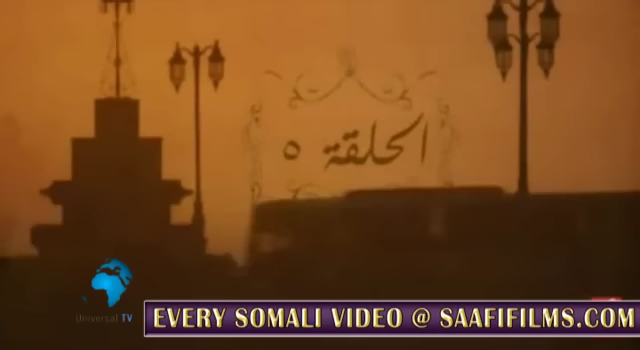 الحلقة ٥
Universal TV
EVERY SOMALI VIDEO @ SAAFIFILMS.COM